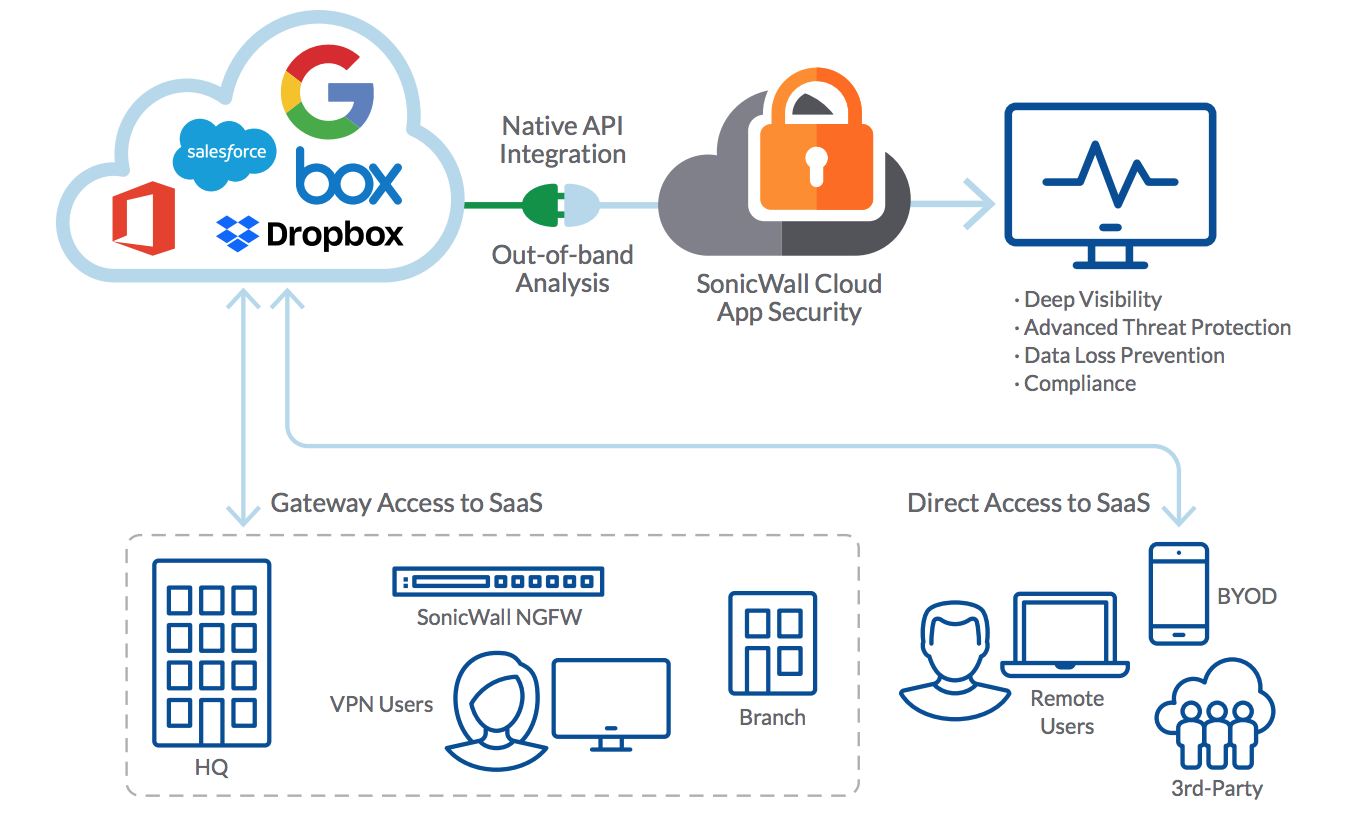 salesforce
box
Dropbox
Native API
Integration
Out-of-band
Analysis
SonicWall Cloud
App Security
· Deep Visibility
· Advanced Threat Protection
· Data Loss Prevention
· Compliance
Gateway Access to SaaS
Direct Access to SaaS
SonicWall NGFW
VPN Users
HQ
Branch
BYOD
Remote
Users
3rd-Party